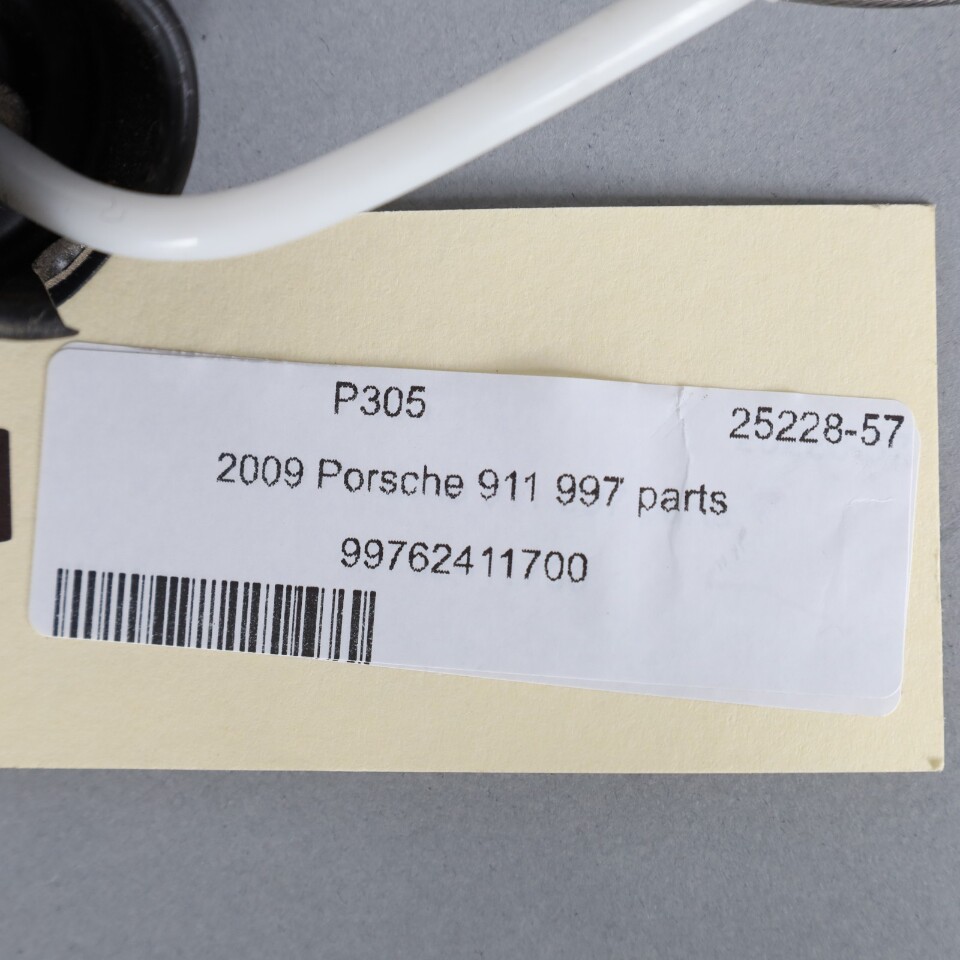 P305
25228-57
2009 Porsche 911 997 parts
99762411700